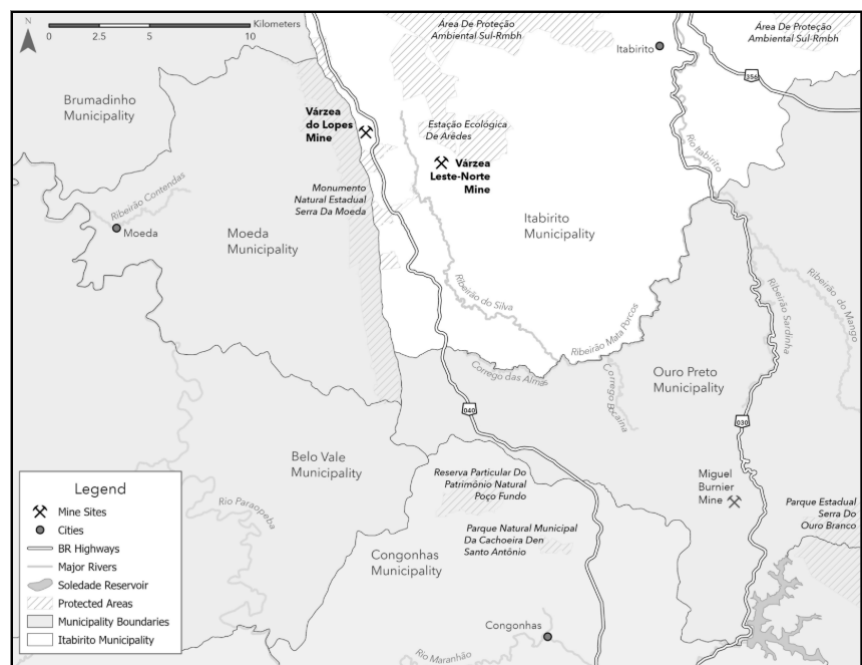 N
Kilometers
0 2.5 5 10
Área De Proteção
Ambiental Sul-Rmbh
Itabirito
Área De Proteção
Ambiental Sul-Rmbh
356
Brumadinho
Municipality
Várzea
do Lopes
Mine
Estação Ecológica
De Arêdes
Rio Itabirito
Várzea
Leste-Norte
Mine
Monumento
Natural Estadual
Serra Da Moeda
Ribeirão Contendas
Moeda
Moeda
Municipality
Itabirito
Municipality
Ribeirão do Silva
Ribeirão Mata Porcos
Ribeirão Sardinha
Ribeirão do Mango
Corrego das Almas
Corrego Bocaina
Ouro Preto
Municipality
040
030
Belo Vale
Municipality
Rio Paraopeba
Reserva Particular Do
Patrimônio Natural
Poço Fundo
Miguel
Burnier
Mine
Parque Estadual
Serra Do
Ouro Branco
Parque Natural Municipal
Da Cachoeira Den
Santo Antônio
Congonhas
Municipality
Congonhas
Rio Maranhão
Legend
Mine Sites
Cities
BR Highways
Major Rivers
Soledade Reservoir
Protected Areas
Municipality Boundaries
Itabirito Municipality